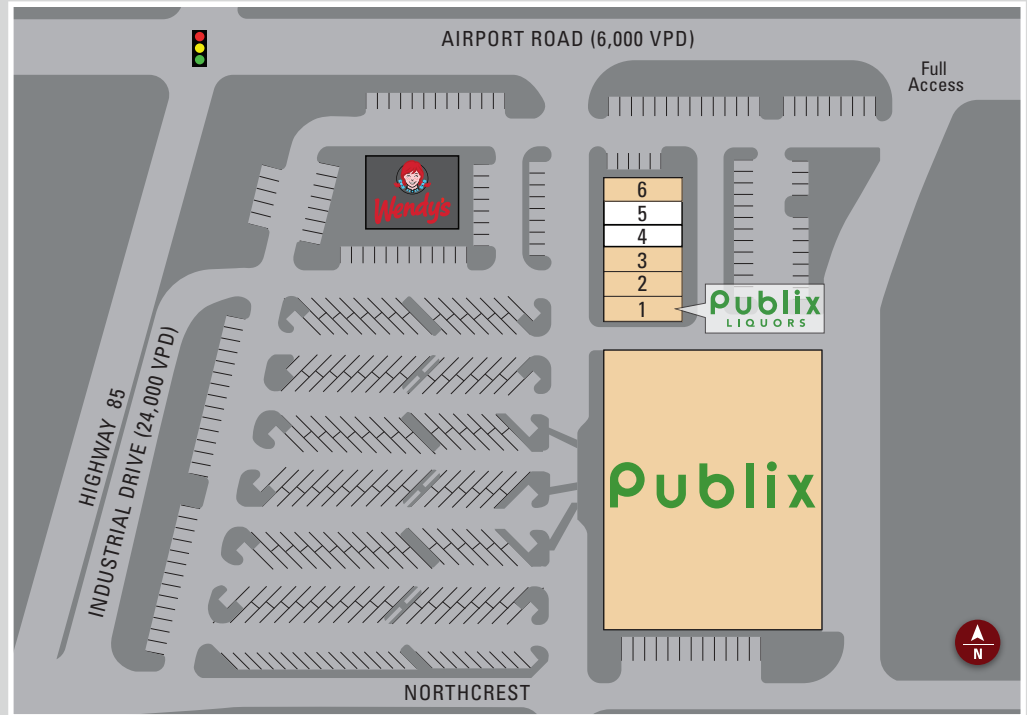 AIRPORT ROAD (6,000 VPD)
Full
Access
Wendy's
6
5
4
3
2
1
Publix
LIQUORS
HIGHWAY 85
INDUSTRIAL DRIVE (24,000 VPD)
Publix
N
NORTHCREST